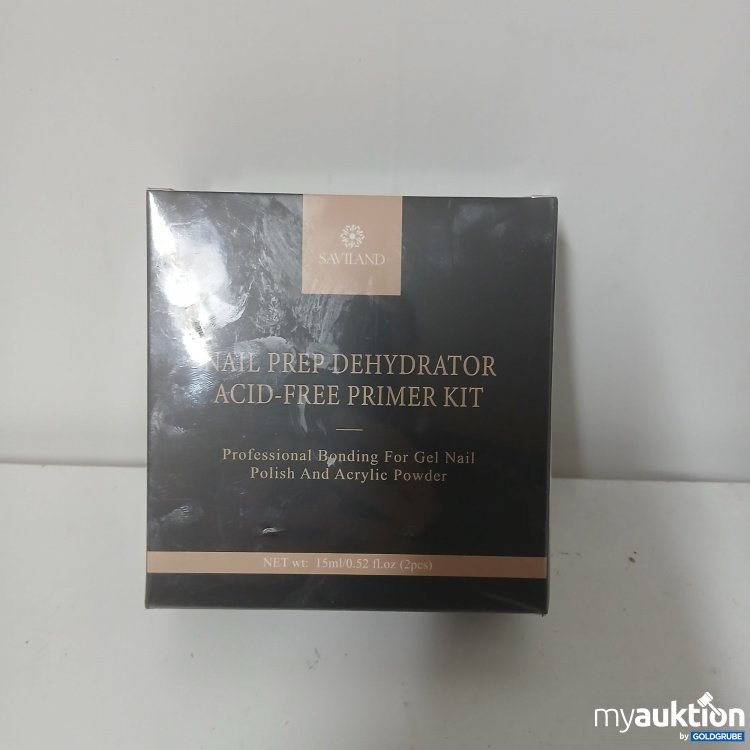 SAVILAND
NAIL PREP DEHYDRATOR
ACID-FREE PRIMER KIT
Professional Bonding For Gel Nail
Polish And Acrylic Powder
NET wt: 15ml/0.52 fl.oz (2pcs)
myauktion
by GOLDGRUBE